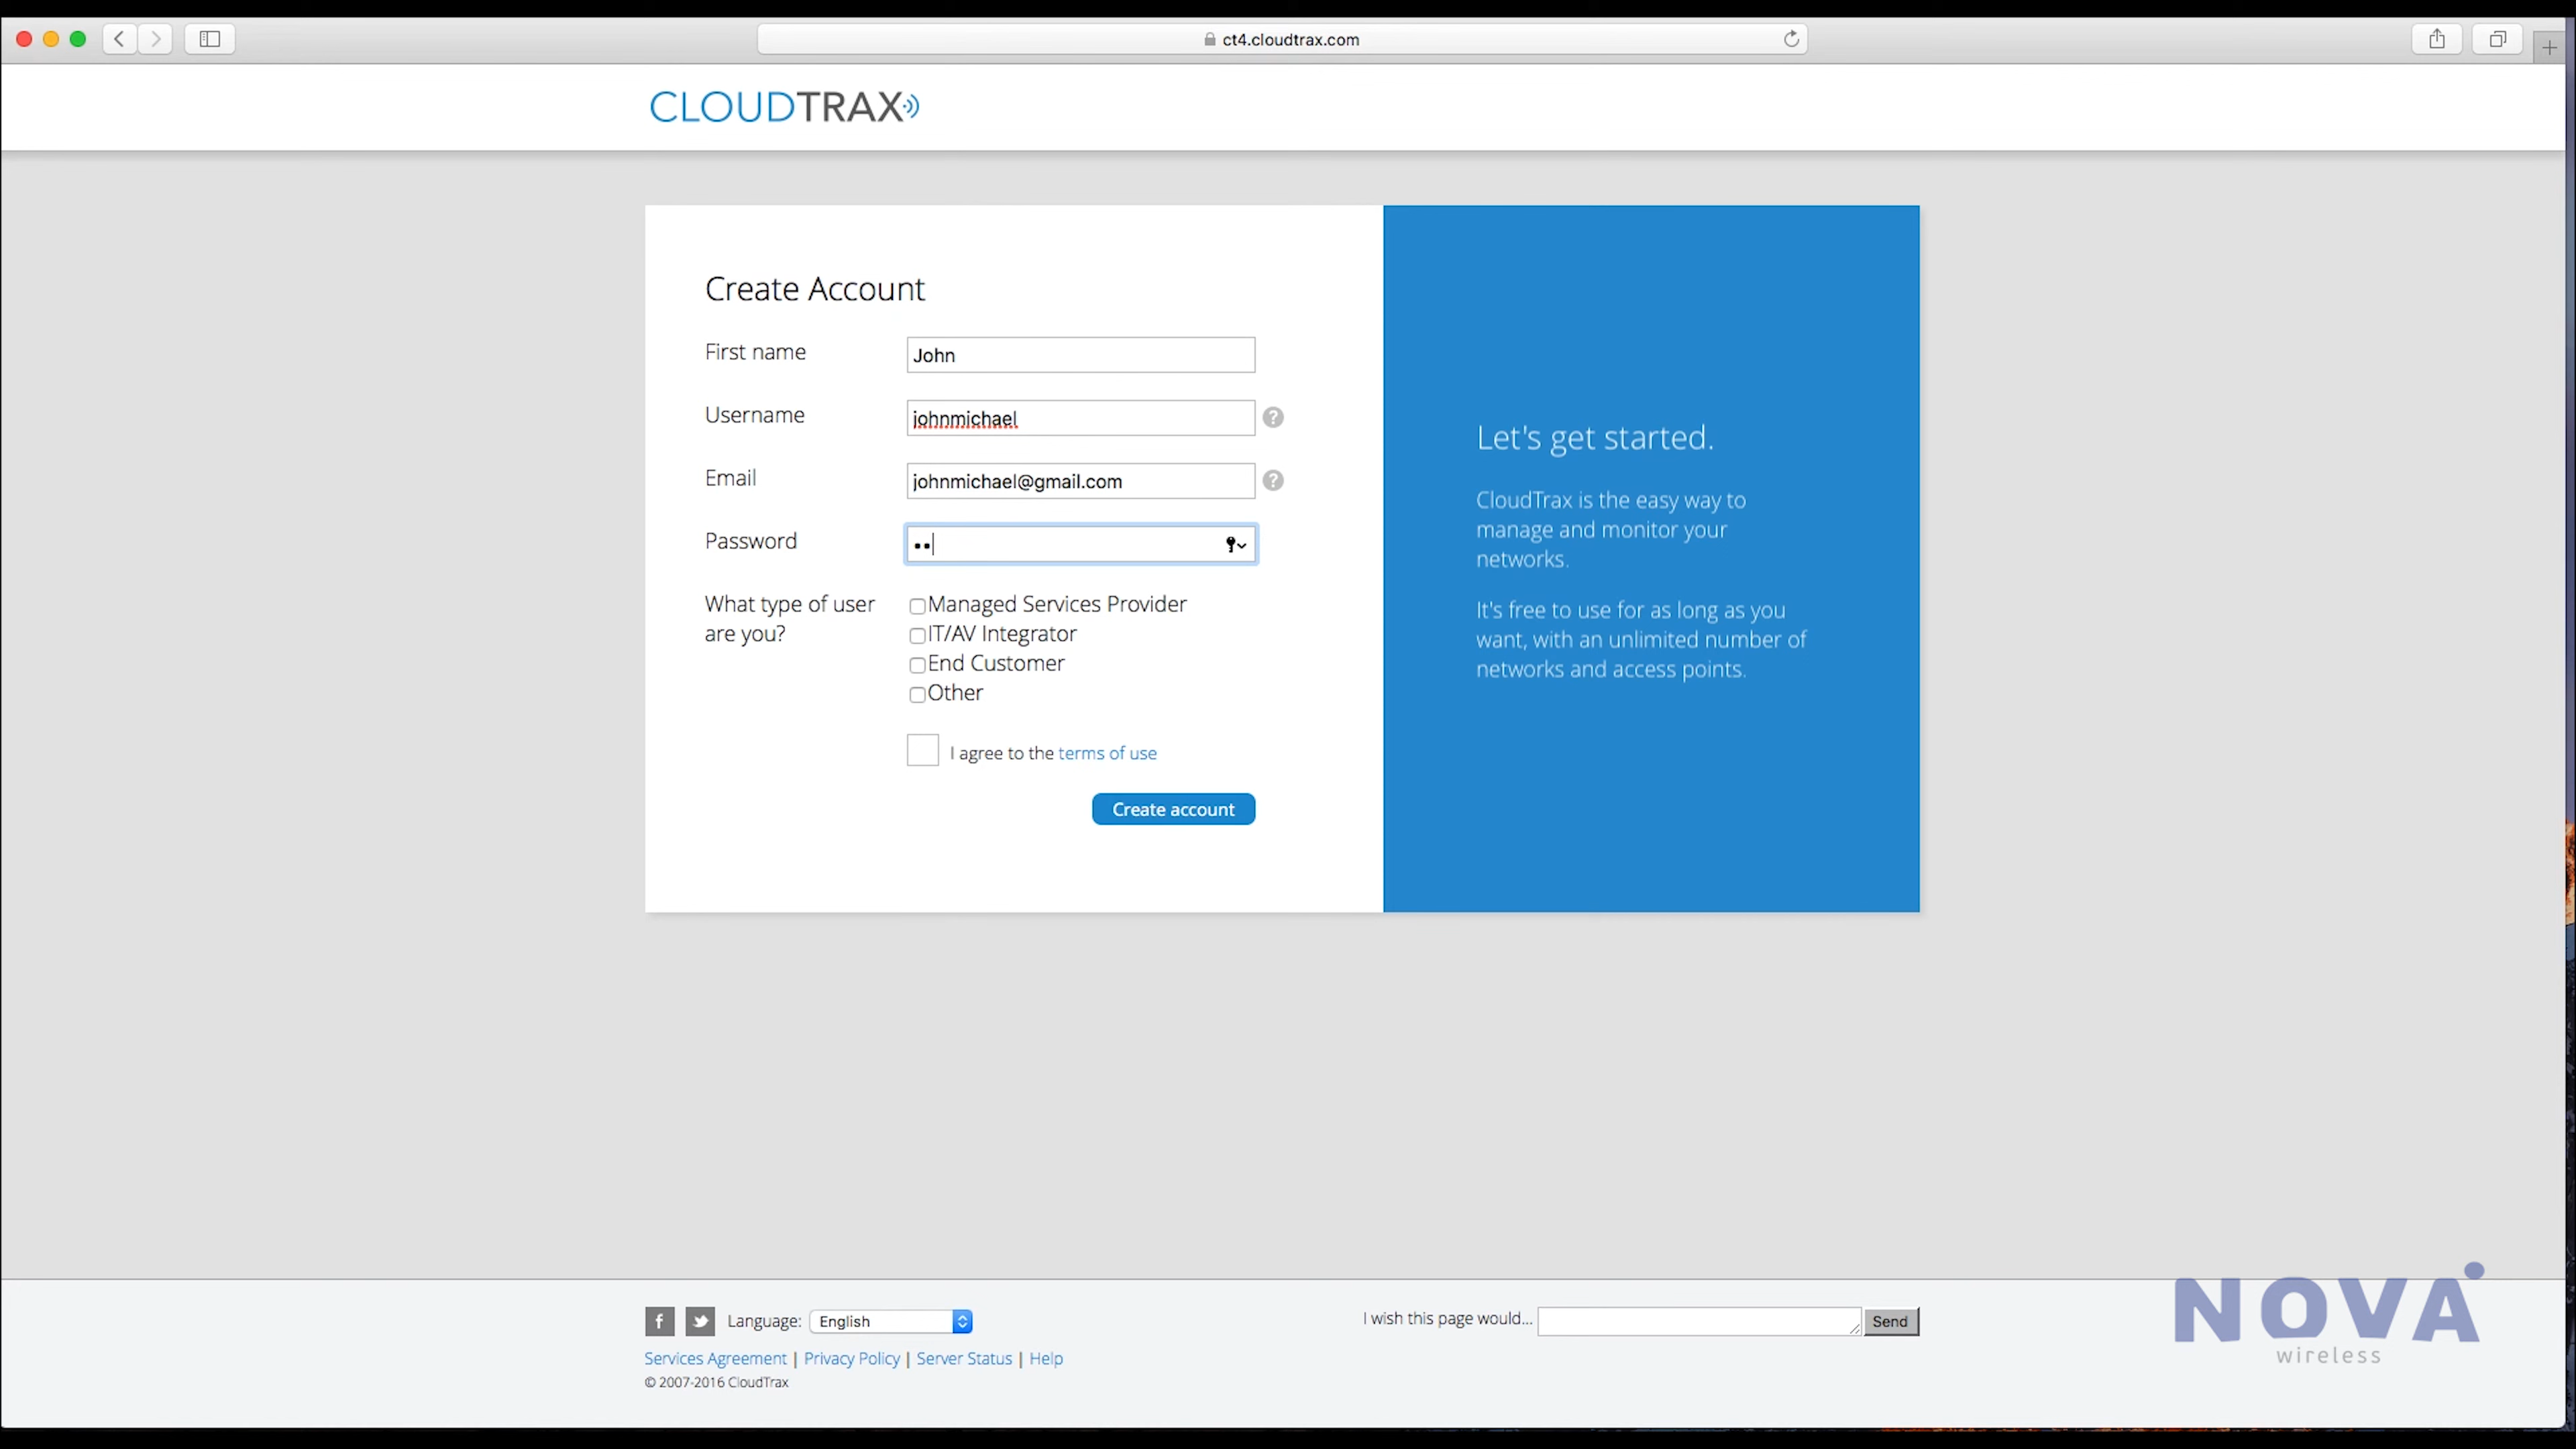 ct4.cloudtrax.com
CLOUDTRAX
Create Account
First name
John
Username
johnmichael
?
Email
johnmichael@gmail.com
?
Password
••
What type of user
are you?
Managed Services Provider
IT/AV Integrator
End Customer
Other
I agree to the terms of use
Create account
Let's get started.
CloudTrax is the easy way to
manage and monitor your
networks.
It's free to use for as long as you
want, with an unlimited number of
networks and access points.
f
Language: English
I wish this page would... Send
Services Agreement | Privacy Policy | Server Status | Help
© 2007-2016 CloudTrax
NOVA
wireless